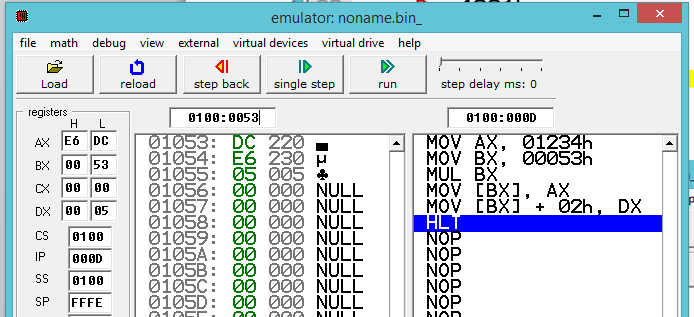 emulator: noname.bin_
file math debug view external virtual devices virtual drive help
Load reload step back single step run step delay ms: 0
registers 0100:0053 0100:000D
H L
AX E6 DC
BX 00 53
CX 00 00
DX 00 05
CS 0100
IP 000D
SS 0100
SP FFFE
01053: DC 220 ▄
01054: E6 230 µ
01055: 05 005 ♣
01056: 00 000 NULL
01057: 00 000 NULL
01058: 00 000 NULL
01059: 00 000 NULL
0105A: 00 000 NULL
0105B: 00 000 NULL
0105C: 00 000 NULL
0105D: 00 000 NULL
0105E: 00 000 NULL
MOV AX, 01234h
MOV BX, 00053h
MUL BX
MOV [BX], AX
MOV [BX] + 02h, DX
HLT
NOP
NOP
NOP
NOP
NOP
NOP